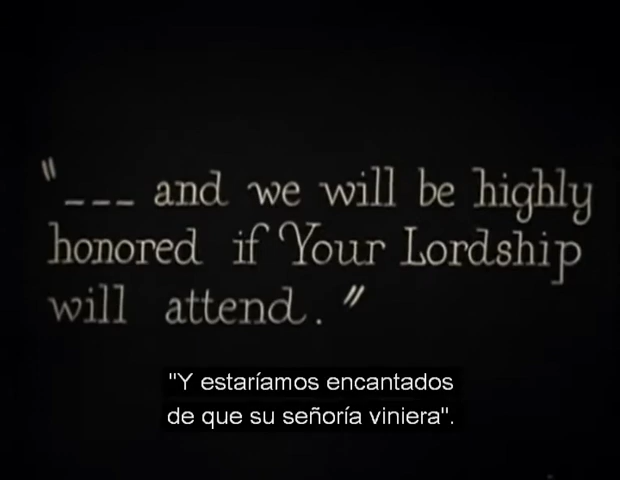 "--- and we will be highly
honored if Your Lordship
will attend."
"Y estaríamos encantados
de que su señoría viniera".